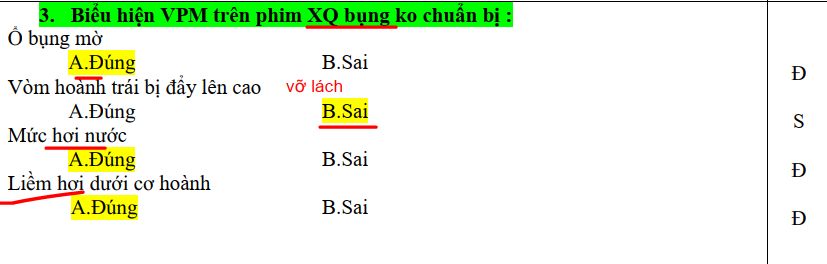 3. Biểu hiện VPM trên phim XQ bụng ko chuẩn bị :
Ổ bụng mờ
A.Đúng B.Sai Đ
Vòm hoành trái bị đẩy lên cao vỡ lách
A.Đúng B.Sai S
Mức hơi nước
A.Đúng B.Sai Đ
Liềm hơi dưới cơ hoành
A.Đúng B.Sai Đ